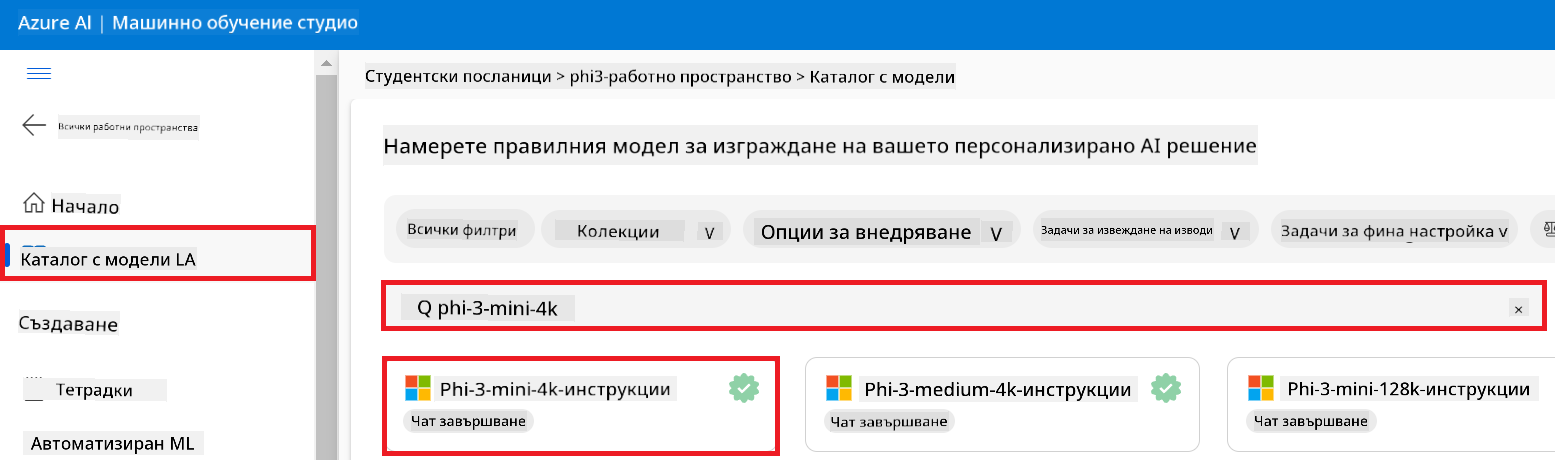 Azure AI | Машинно обучение студио
Студентски посланици > phi3-работно пространство > Каталог с модели
Всички работни пространства
Начало
Каталог с модели LA
Създаване
Тетрадки
Автоматизиран ML
Намерете правилния модел за изграждане на вашето персонализирано AI решение
Всички филтри Колекции v Опции за внедряване v Задачи за извеждане на изводи v Задачи за фина настройка v
Q phi-3-mini-4k ×
Phi-3-mini-4k-инструкции
Чат завършване
Phi-3-medium-4k-инструкции
Чат завършване
Phi-3-mini-128k-инструкции
Чат завършване